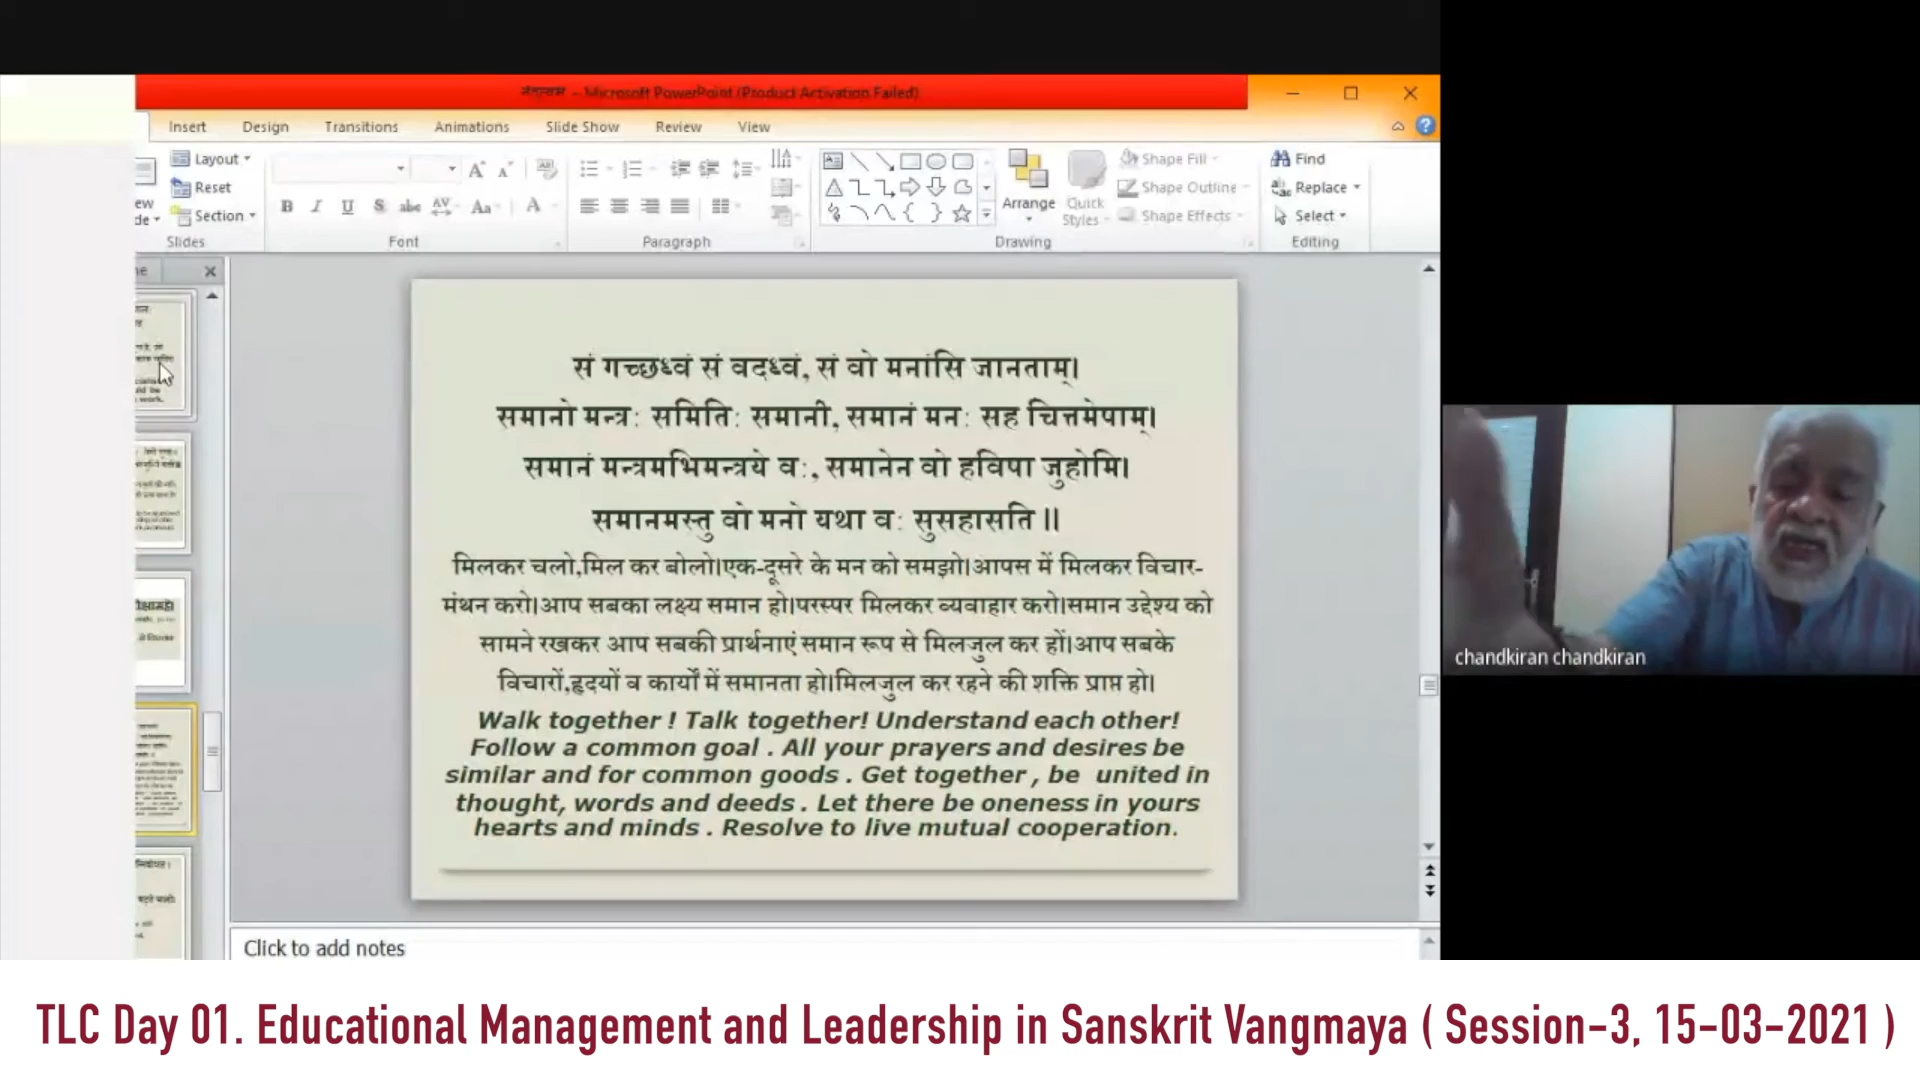 Microsoft PowerPoint (Product Activation Failed)
Insert Design Transitions Animations Slide Show Review View
Layout
Reset
Section
Slides
Font
Paragraph
Arrange
Quick
Styles
Shape Fill
Shape Outline
Shape Effects
Drawing
Find
Replace
Select
Editing
सं गच्छध्वं सं वदध्वं, सं वो मनांसि जानताम्।
समानो मन्त्रः समितिः समानी, समानं मनः सह चित्तमेषाम्।
समानं मन्त्रमभिमन्त्रये वः, समानेन वो हविषा जुहोमि।
समानमस्तु वो मनो यथा वः सुसहासति ॥
मिलकर चलो,मिल कर बोलो।एक-दूसरे के मन को समझो।आपस में मिलकर विचार-
मंथन करो।आप सबका लक्ष्य समान हो।परस्पर मिलकर व्यवाहार करो।समान उद्देश्य को
सामने रखकर आप सबकी प्रार्थनाएं समान रूप से मिलजुल कर हों।आप सबके
विचारों,हृदयों व कार्यों में समानता हो।मिलजुल कर रहने की शक्ति प्राप्त हो।
Walk together ! Talk together! Understand each other!
Follow a common goal . All your prayers and desires be
similar and for common goods . Get together , be united in
thought, words and deeds . Let there be oneness in yours
hearts and minds . Resolve to live mutual cooperation.
Click to add notes
chandkiran chandkiran
TLC Day 01. Educational Management and Leadership in Sanskrit Vangmaya ( Session-3, 15-03-2021 )